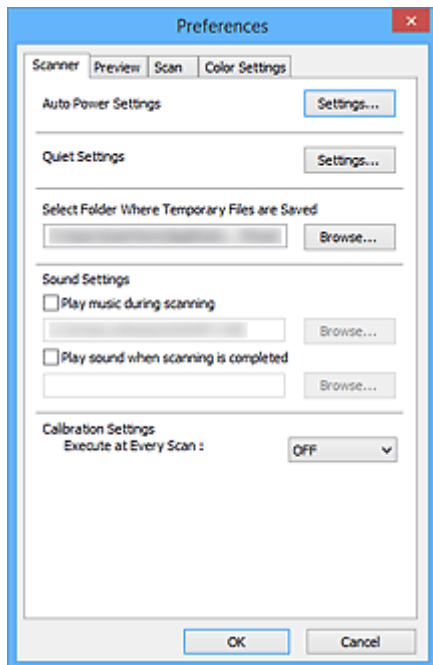 Preferences
Scanner Preview Scan Color Settings
Auto Power Settings Settings...
Quiet Settings Settings...
Select Folder Where Temporary Files are Saved
Browse...
Sound Settings
Play music during scanning
Browse...
Play sound when scanning is completed
Browse...
Calibration Settings
Execute at Every Scan : OFF
OK Cancel